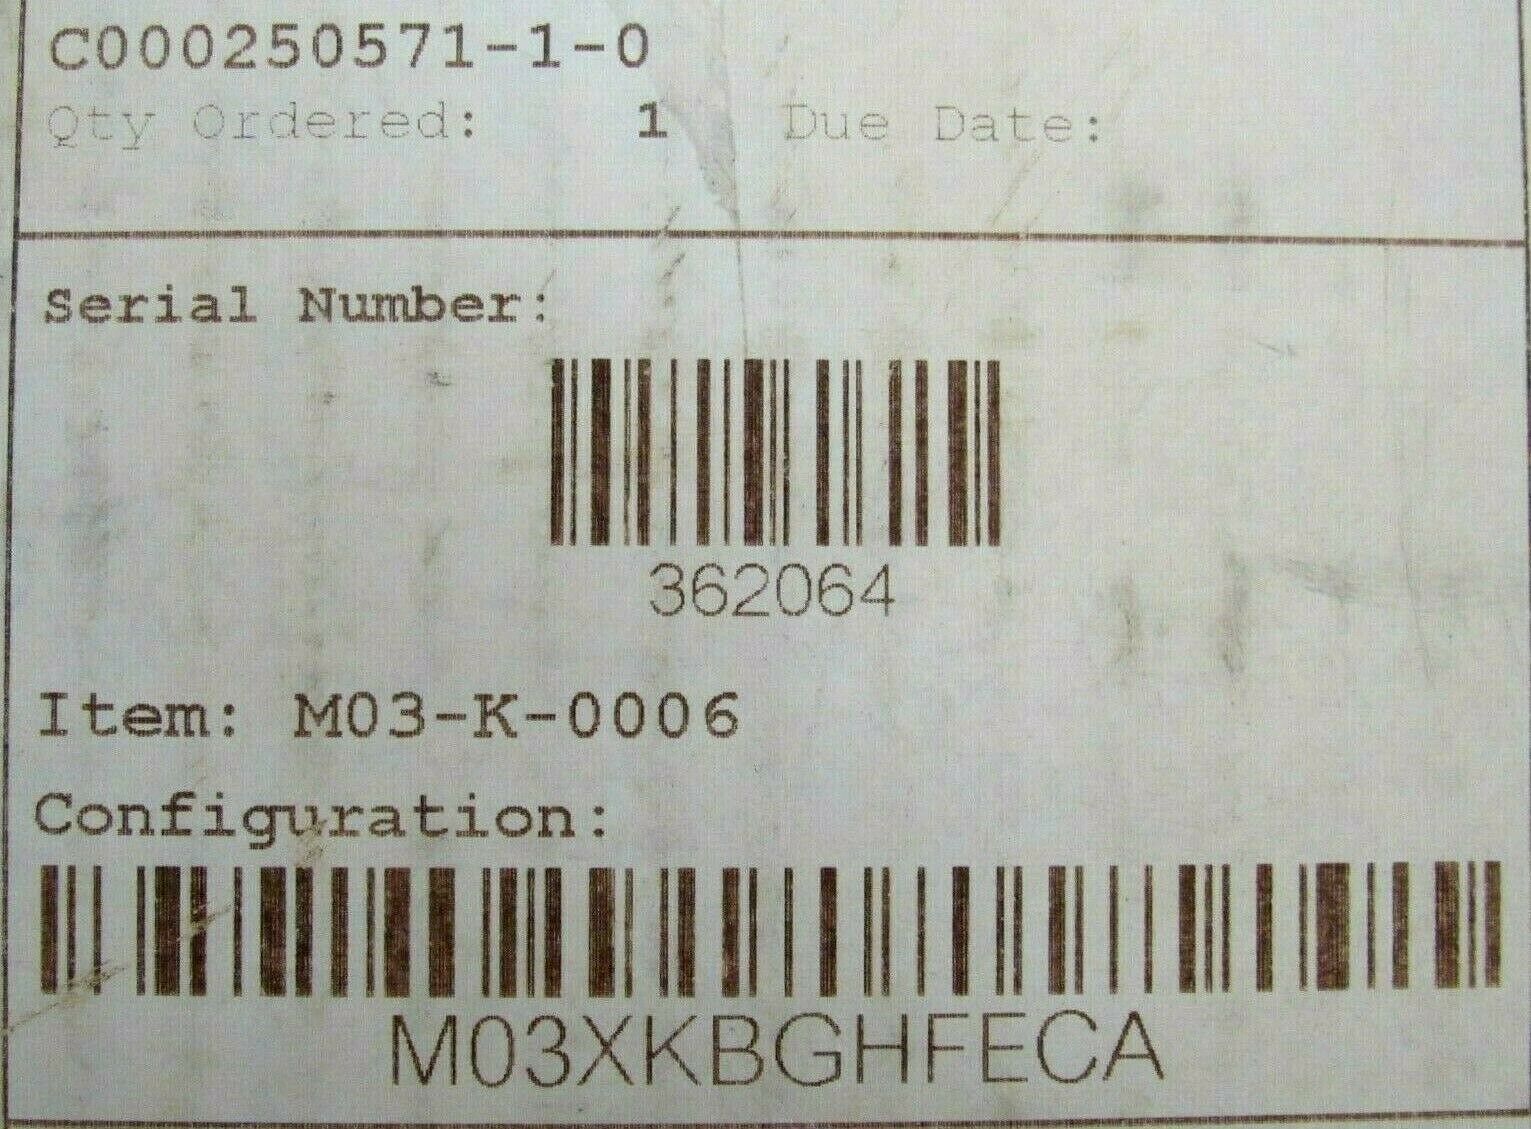 C000250571-1-0
Qty Ordered: 1 Due Date:
Serial Number:
362064
Item: M03-K-0006
Configuration:
M03XKBGHFECA